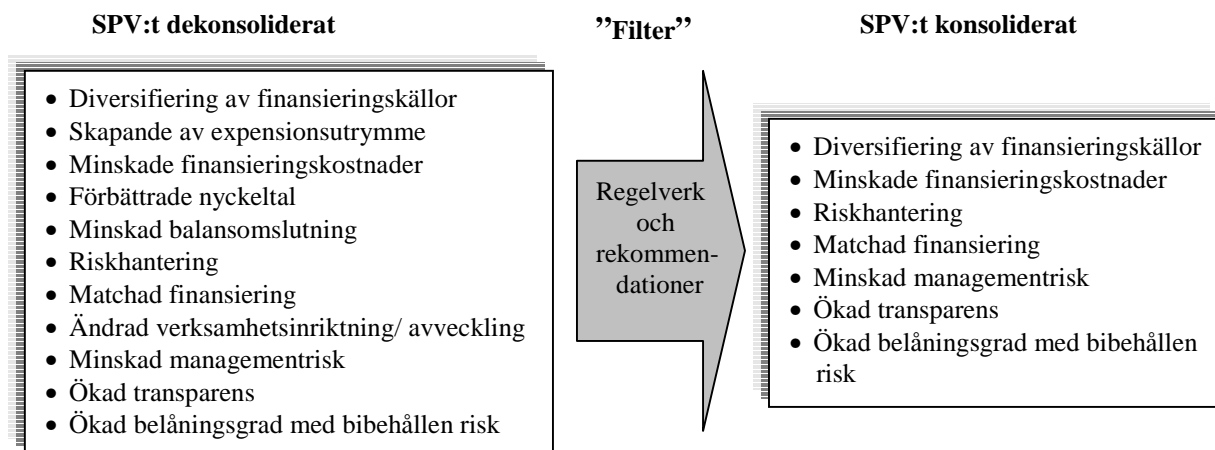 SPV:t dekonsoliderat
”Filter”
SPV:t konsoliderat
• Diversifiering av finansieringskällor
• Skapande av expensionsutrymme
• Minskade finansieringskostnader
• Förbättrade nyckeltal
• Minskad balansomslutning
• Riskhantering
• Matchad finansiering
• Ändrad verksamhetsinriktning/ avveckling
• Minskad managementrisk
• Ökad transparens
• Ökad belåningsgrad med bibehållen risk
Regelverk
och
rekommen-
dationer
• Diversifiering av finansieringskällor
• Minskade finansieringskostnader
• Riskhantering
• Matchad finansiering
• Minskad managementrisk
• Ökad transparens
• Ökad belåningsgrad med bibehållen
risk